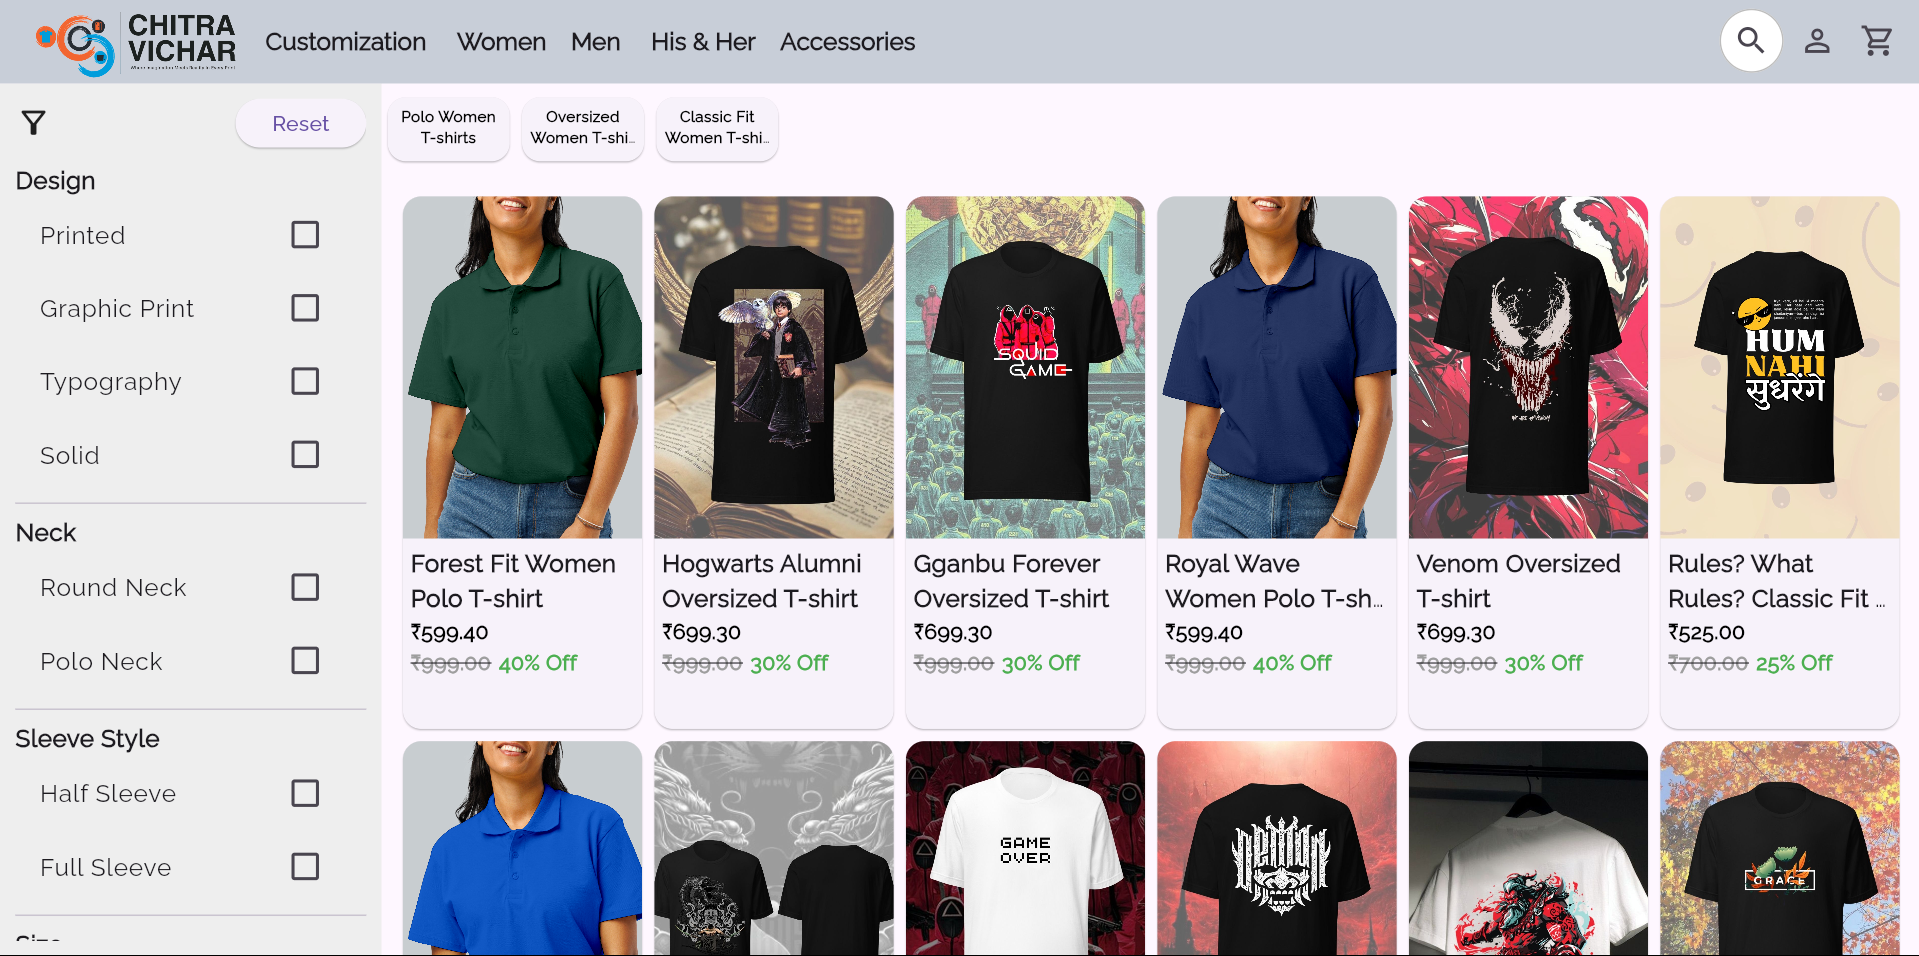 CHITRA
VICHAR
Customization
Women
Men
His & Her
Accessories
Reset
Design
Printed
Graphic Print
Typography
Solid
Neck
Round Neck
Polo Neck
Sleeve Style
Half Sleeve
Full Sleeve
Size
Polo Women
T-shirts
Oversized
Women T-shi...
Classic Fit
Women T-shi...
SQUID
GAME
HUM
NAHI
सुधरेंगे
Forest Fit Women
Polo T-shirt
₹599.40
₹999.00 40% Off
Hogwarts Alumni
Oversized T-shirt
₹699.30
₹999.00 30% Off
Gganbu Forever
Oversized T-shirt
₹699.30
₹999.00 30% Off
Royal Wave
Women Polo T-sh...
₹599.40
₹999.00 40% Off
Venom Oversized
T-shirt
₹699.30
₹999.00 30% Off
Rules? What
Rules? Classic Fit ...
₹525.00
₹700.00 25% Off
GAME
OVER
DEMON
GRACE